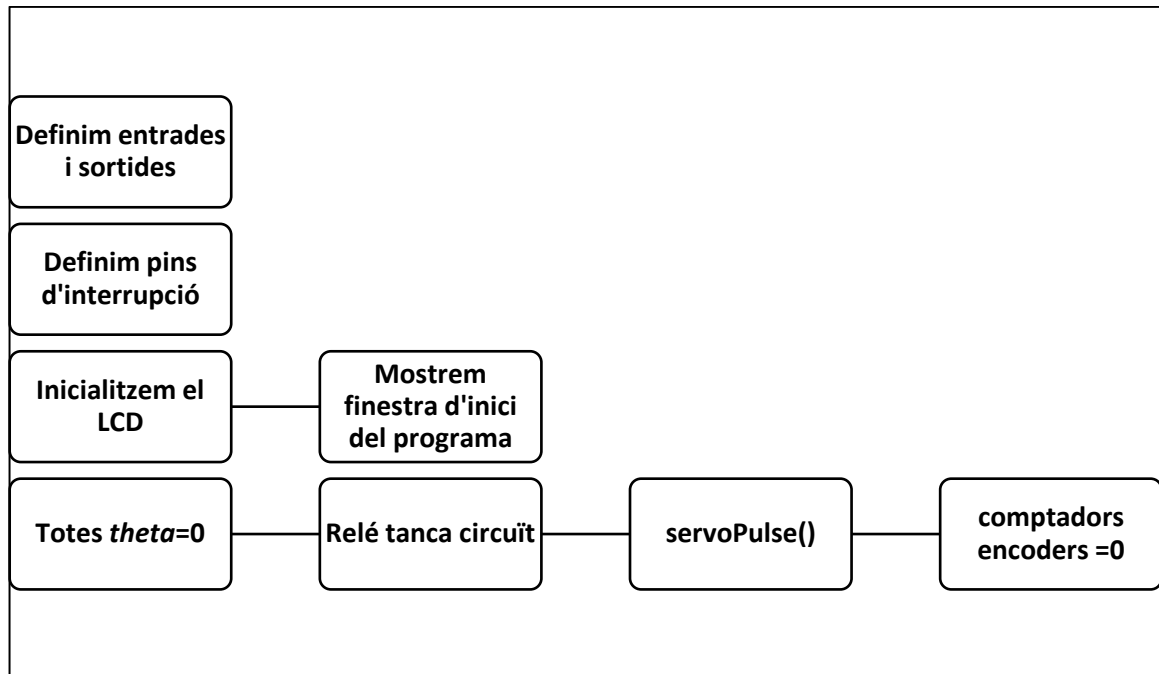 Definim entrades
i sortides
Definim pins
d'interrupció
Inicialitzem el
LCD
Mostrem
finestra d'inici
del programa
Totes theta=0
Relé tanca circuït
servoPulse()
comptadors
encoders =0